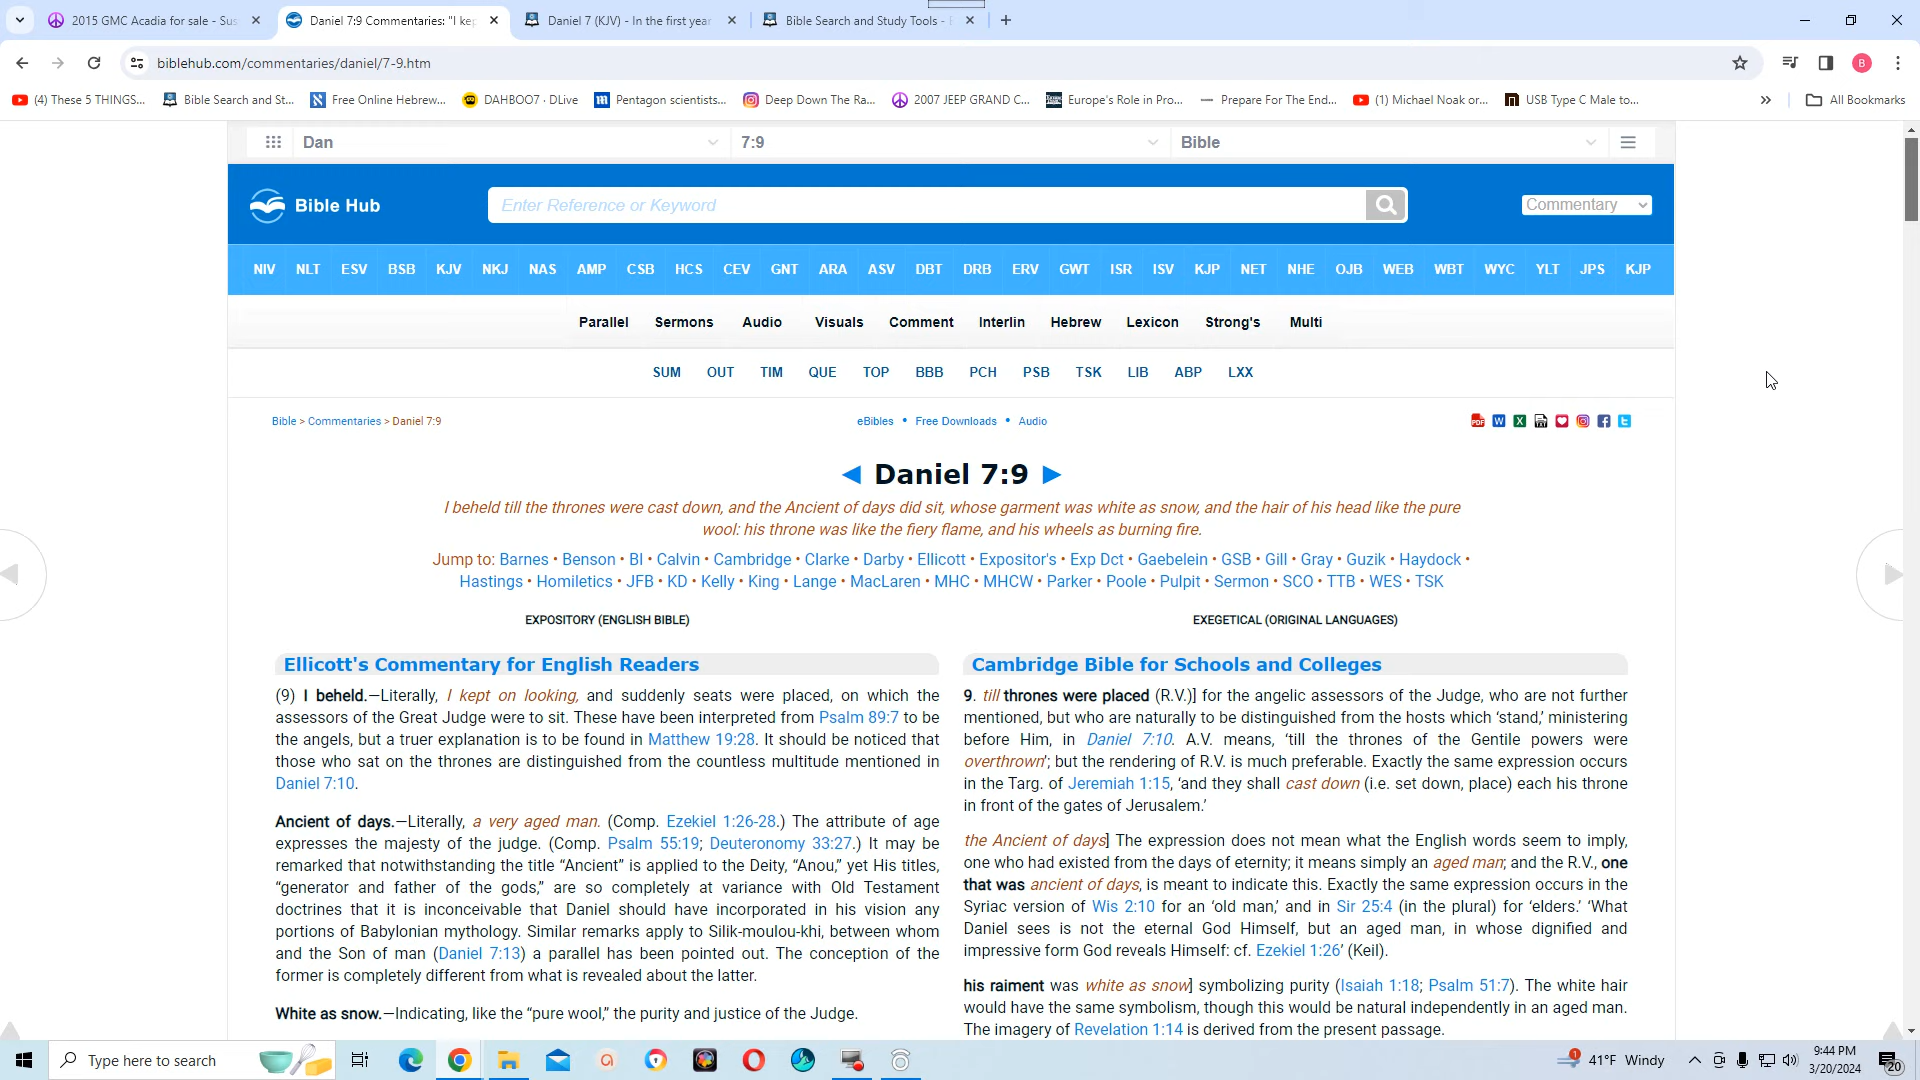 2015 GMC Acadia for sale - Sus
Daniel 7:9 Commentaries: "I kep
Daniel 7 (KJV) - In the first year
Bible Search and Study Tools -
biblehub.com/commentaries/daniel/7-9.htm
B
(4) These 5 THINGS...
Bible Search and St...
Free Online Hebrew...
DAHBOO7 · DLive
Pentagon scientists...
Deep Down The Ra...
2007 JEEP GRAND C...
Europe's Role in Pro...
Prepare For The End...
(1) Michael Noak or...
USB Type C Male to...
All Bookmarks
Dan 7:9 Bible
Bible Hub
Enter Reference or Keyword
Commentary
NIV NLT ESV BSB KJV NKJ NAS AMP CSB HCS CEV GNT ARA ASV DBT DRB ERV GWT ISR ISV KJP NET NHE OJB WEB WBT WYC YLT JPS KJP
Parallel Sermons Audio Visuals Comment Interlin Hebrew Lexicon Strong's Multi
SUM OUT TIM QUE TOP BBB PCH PSB TSK LIB ABP LXX
Bible > Commentaries > Daniel 7:9
eBibles • Free Downloads • Audio
◄ Daniel 7:9 ►
I beheld till the thrones were cast down, and the Ancient of days did sit, whose garment was white as snow, and the hair of his head like the pure
wool: his throne was like the fiery flame, and his wheels as burning fire.
Jump to: Barnes • Benson • BI • Calvin • Cambridge • Clarke • Darby • Ellicott • Expositor's • Exp Dct • Gaebelein • GSB • Gill • Gray • Guzik • Haydock •
Hastings • Homiletics • JFB • KD • Kelly • King • Lange • MacLaren • MHC • MHCW • Parker • Poole • Pulpit • Sermon • SCO • TTB • WES • TSK
EXPOSITORY (ENGLISH BIBLE)
Ellicott's Commentary for English Readers
(9) I beheld.—Literally, I kept on looking, and suddenly seats were placed, on which the
assessors of the Great Judge were to sit. These have been interpreted from Psalm 89:7 to be
the angels, but a truer explanation is to be found in Matthew 19:28. It should be noticed that
those who sat on the thrones are distinguished from the countless multitude mentioned in
Daniel 7:10.
Ancient of days.—Literally, a very aged man. (Comp. Ezekiel 1:26-28.) The attribute of age
expresses the majesty of the judge. (Comp. Psalm 55:19; Deuteronomy 33:27.) It may be
remarked that notwithstanding the title “Ancient” is applied to the Deity, “Anou,” yet His titles,
“generator and father of the gods,” are so completely at variance with Old Testament
doctrines that it is inconceivable that Daniel should have incorporated in his vision any
portions of Babylonian mythology. Similar remarks apply to Silik-moulou-khi, between whom
and the Son of man (Daniel 7:13) a parallel has been pointed out. The conception of the
former is completely different from what is revealed about the latter.
White as snow.—Indicating, like the “pure wool,” the purity and justice of the Judge.
EXEGETICAL (ORIGINAL LANGUAGES)
Cambridge Bible for Schools and Colleges
9. till thrones were placed (R.V.)] for the angelic assessors of the Judge, who are not further
mentioned, but who are naturally to be distinguished from the hosts which ‘stand,’ ministering
before Him, in Daniel 7:10. A.V. means, ‘till the thrones of the Gentile powers were
overthrown’; but the rendering of R.V. is much preferable. Exactly the same expression occurs
in the Targ. of Jeremiah 1:15, ‘and they shall cast down (i.e. set down, place) each his throne
in front of the gates of Jerusalem.’
the Ancient of days] The expression does not mean what the English words seem to imply,
one who had existed from the days of eternity; it means simply an aged man; and the R.V., one
that was ancient of days, is meant to indicate this. Exactly the same expression occurs in the
Syriac version of Wis 2:10 for an ‘old man,’ and in Sir 25:4 (in the plural) for ‘elders.’ ‘What
Daniel sees is not the eternal God Himself, but an aged man, in whose dignified and
impressive form God reveals Himself: cf. Ezekiel 1:26’ (Keil).
his raiment was white as snow] symbolizing purity (Isaiah 1:18; Psalm 51:7). The white hair
would have the same symbolism, though this would be natural independently in an aged man.
The imagery of Revelation 1:14 is derived from the present passage.
Type here to search
1
41°F Windy
9:44 PM
3/20/2024
20